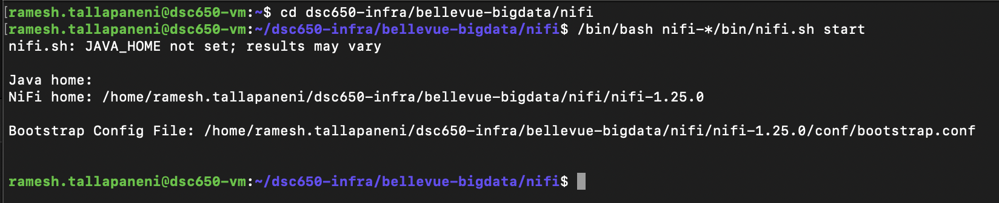 [ramesh.tallapaneni@dsc650-vm:~$ cd dsc650-infra/bellevue-bigdata/nifi
[ramesh.tallapaneni@dsc650-vm:~/dsc650-infra/bellevue-bigdata/nifi$ /bin/bash nifi-*/bin/nifi.sh start
nifi.sh: JAVA_HOME not set; results may vary
Java home:
NiFi home: /home/ramesh.tallapaneni/dsc650-infra/bellevue-bigdata/nifi/nifi-1.25.0
Bootstrap Config File: /home/ramesh.tallapaneni/dsc650-infra/bellevue-bigdata/nifi/nifi-1.25.0/conf/bootstrap.conf
ramesh.tallapaneni@dsc650-vm:~/dsc650-infra/bellevue-bigdata/nifi$